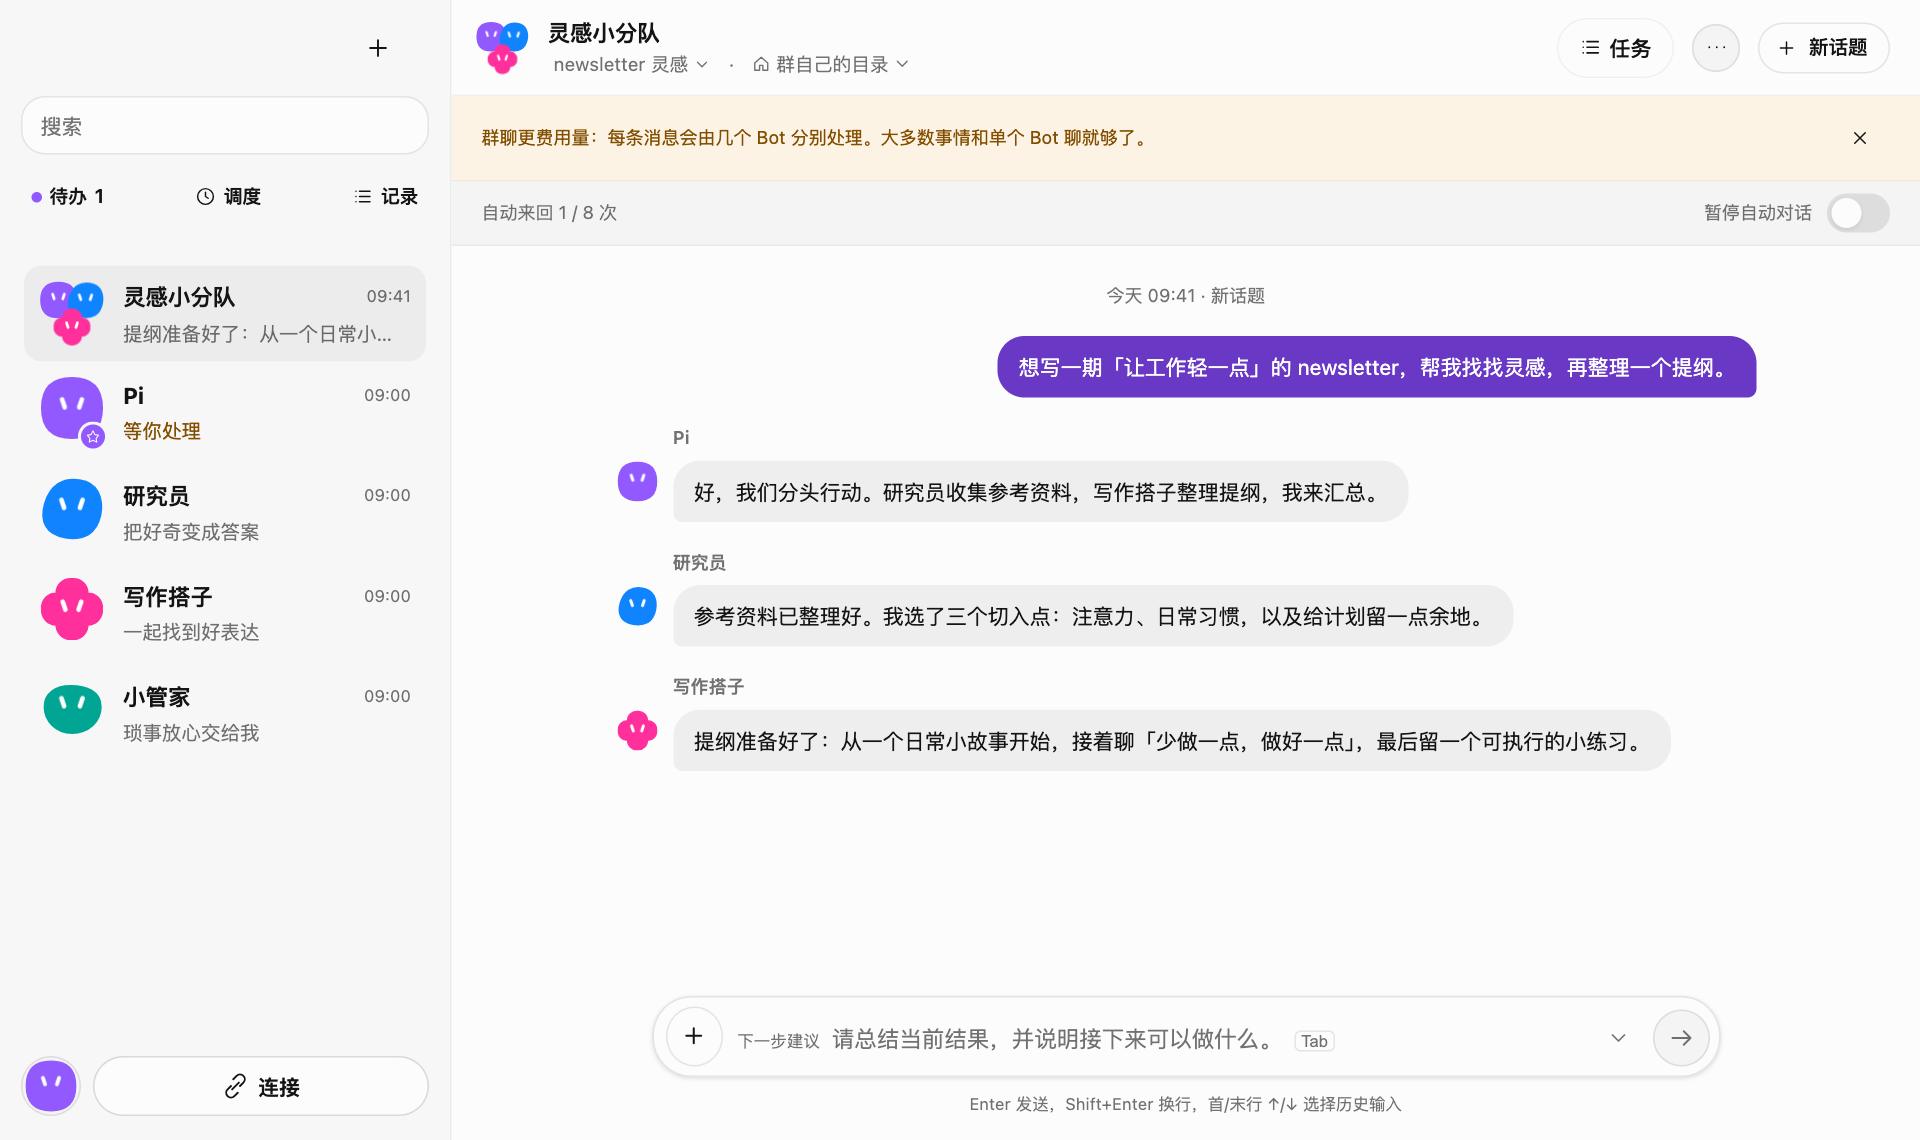 搜索
待办 1
调度
记录
灵感小分队
09:41
提纲准备好了：从一个日常小...
Pi
09:00
等你处理
研究员
09:00
把好奇变成答案
写作搭子
09:00
一起找到好表达
小管家
09:00
琐事放心交给我
连接
灵感小分队
newsletter 灵感 · 群自己的目录
任务
···
新话题
群聊更费用量：每条消息会由几个 Bot 分别处理。大多数事情和单个 Bot 聊就够了。
自动来回 1 / 8 次
暂停自动对话
今天 09:41 · 新话题
想写一期「让工作轻一点」的 newsletter，帮我找找灵感，再整理一个提纲。
Pi
好，我们分头行动。研究员收集参考资料，写作搭子整理提纲，我来汇总。
研究员
参考资料已整理好。我选了三个切入点：注意力、日常习惯，以及给计划留一点余地。
写作搭子
提纲准备好了：从一个日常小故事开始，接着聊「少做一点，做好一点」，最后留一个可执行的小练习。
下一步建议 请总结当前结果，并说明接下来可以做什么。 Tab
Enter 发送，Shift+Enter 换行，首/末行 ↑/↓ 选择历史输入